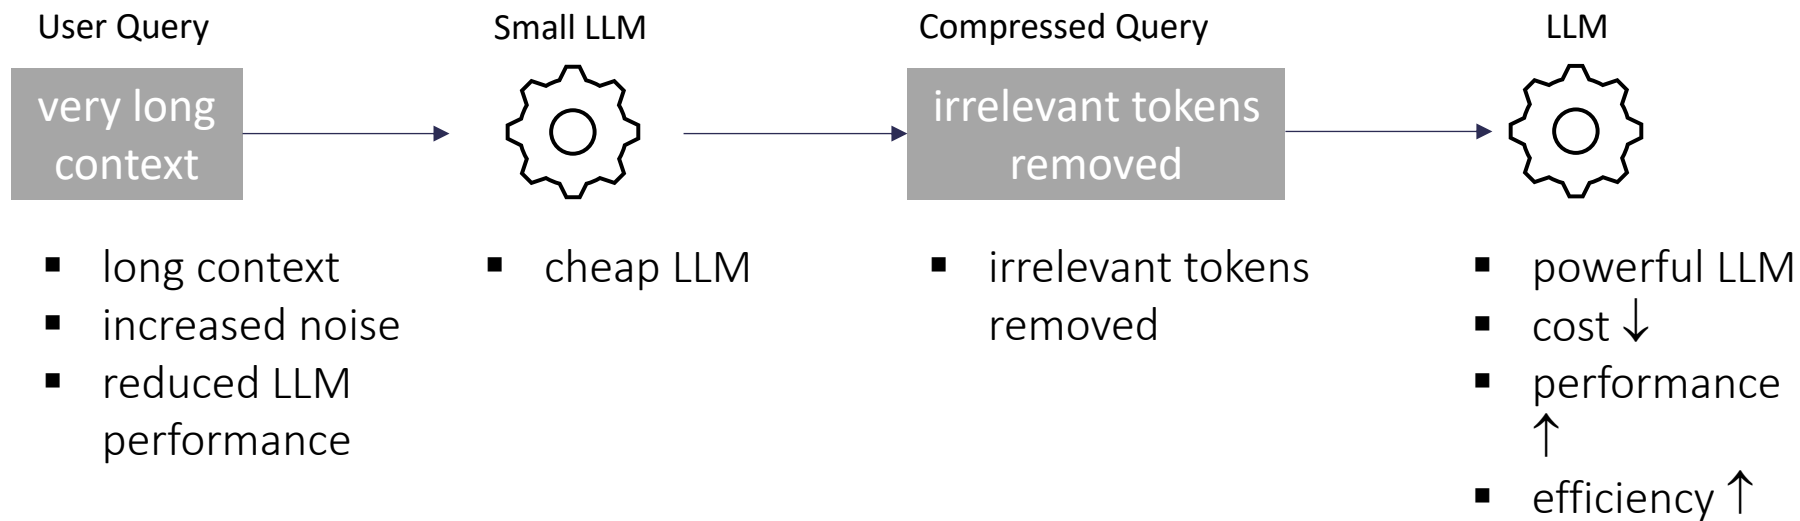 User Query
Small LLM
Compressed Query
LLM
very long
context
irrelevant tokens
removed
▪ long context
▪ increased noise
▪ reduced LLM
performance
▪ cheap LLM
▪ irrelevant tokens
removed
▪ powerful LLM
▪ cost ↓
▪ performance
↑
▪ efficiency ↑